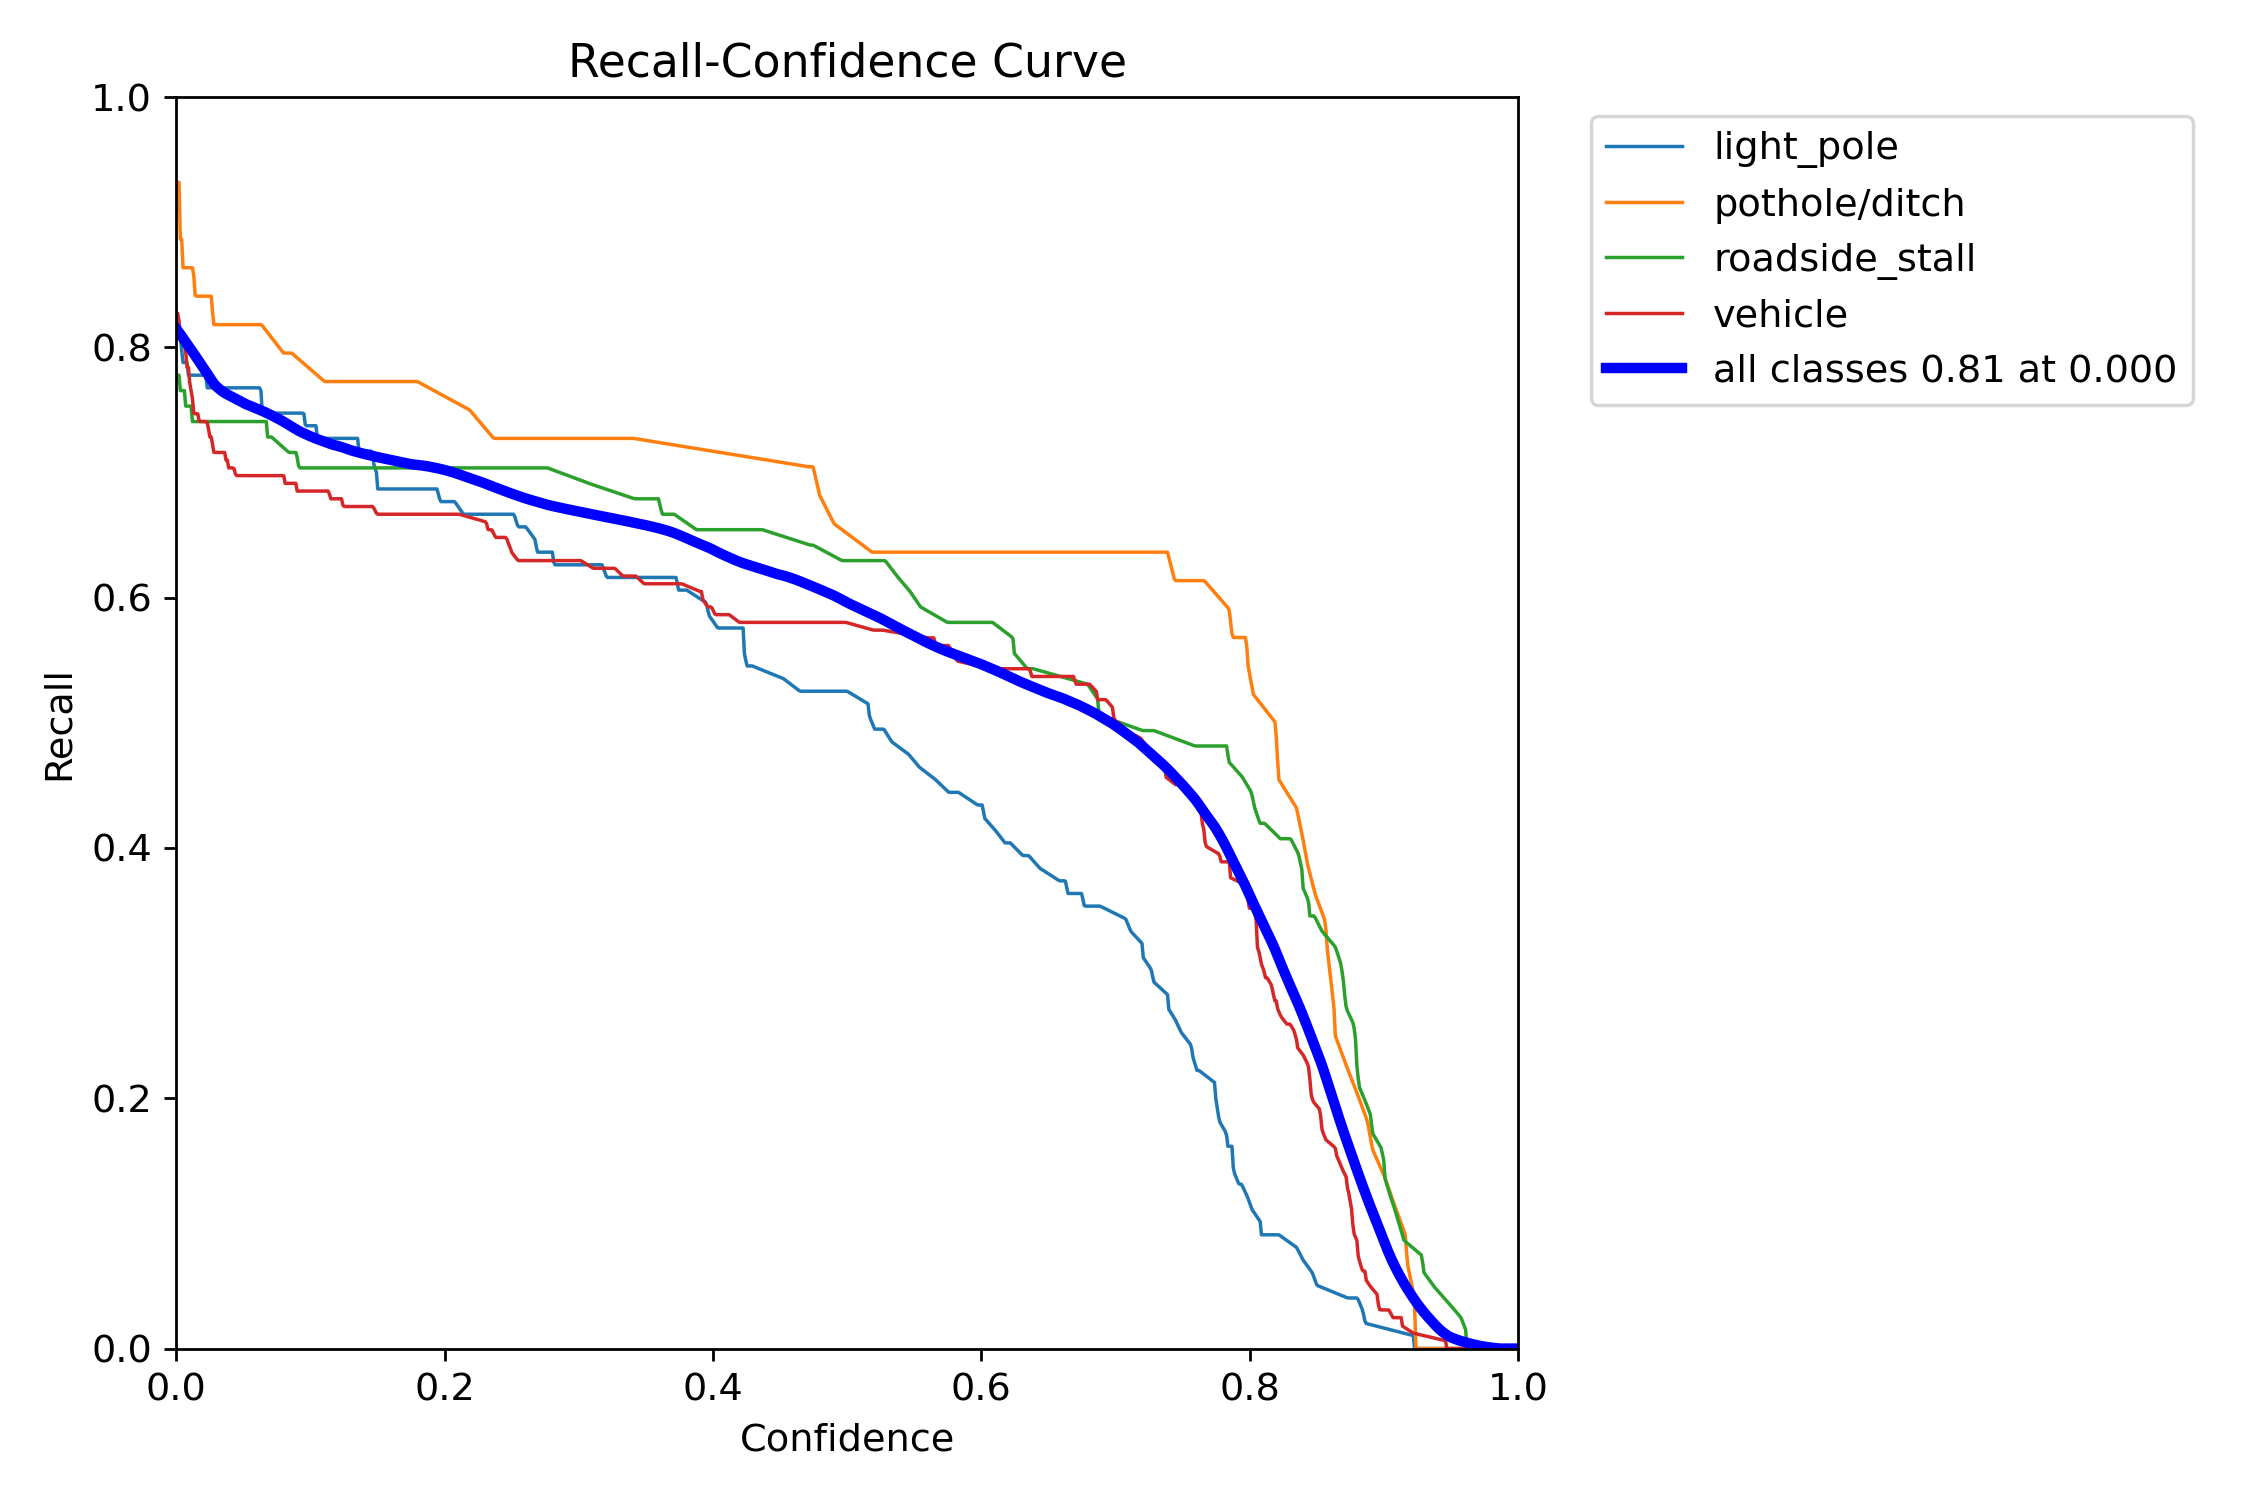 Recall-Confidence Curve
1.0
0.8
0.6
0.4
0.2
0.0
Recall
0.0 0.2 0.4 0.6 0.8 1.0
Confidence
light_pole
pothole/ditch
roadside_stall
vehicle
all classes 0.81 at 0.000